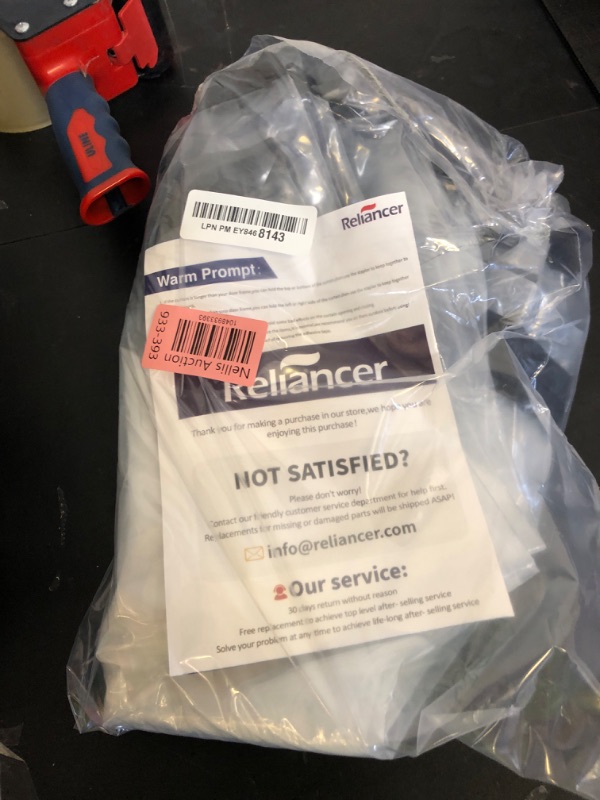 ULINE
LPN PM EY846 8143
Reliancer
Warm Prompt:
Nellis Auction
1048933393
933-393
Reliancer
Thank you for making a purchase in our store,we hope you are
enjoying this purchase!
NOT SATISFIED?
Please don't worry!
Contact our friendly customer service department for help first.
Replacements for missing or damaged parts will be shipped ASAP!
info@reliancer.com
Our service:
30 days return without reason
Free replacement to achieve top level after- selling service
Solve your problem at any time to achieve life-long after- selling service